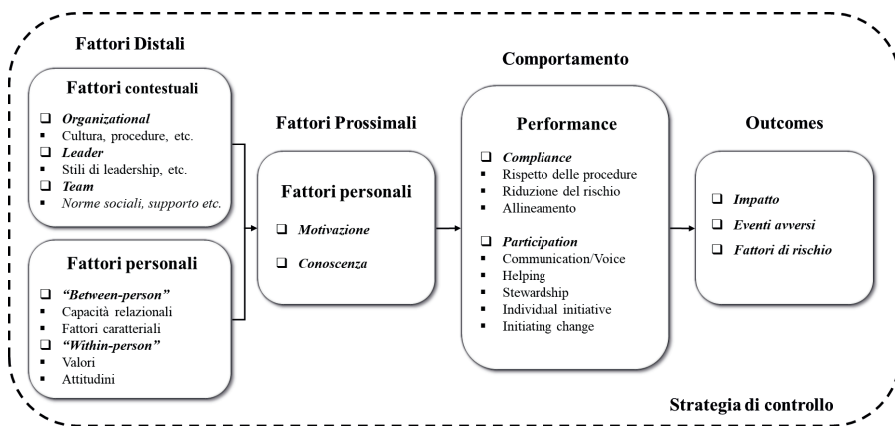 Fattori Distali
Fattori contestuali
Organizational
Cultura, procedure, etc.
Leader
Stili di leadership, etc.
Team
Norme sociali, supporto etc.
Fattori personali
“Between-person”
Capacità relazionali
Fattori caratteriali
“Within-person”
Valori
Attitudini
Fattori Prossimali
Fattori personali
Motivazione
Conoscenza
Comportamento
Performance
Compliance
Rispetto delle procedure
Riduzione del rischio
Allineamento
Participation
Communication/Voice
Helping
Stewardship
Individual initiative
Initiating change
Outcomes
Impatto
Eventi avversi
Fattori di rischio
Strategia di controllo